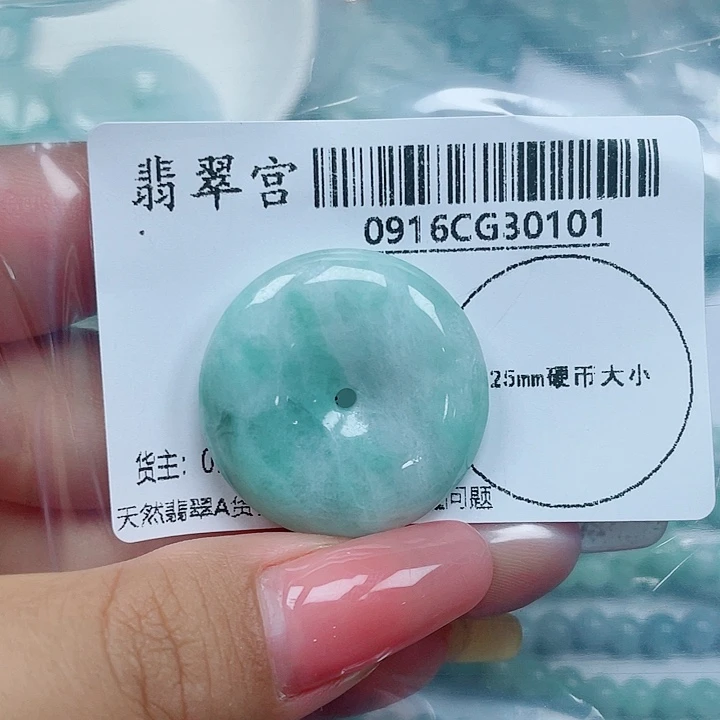 翡翠宫
0916CG30101
25mm硬币大小
货主: 0
天然翡翠A货 问题